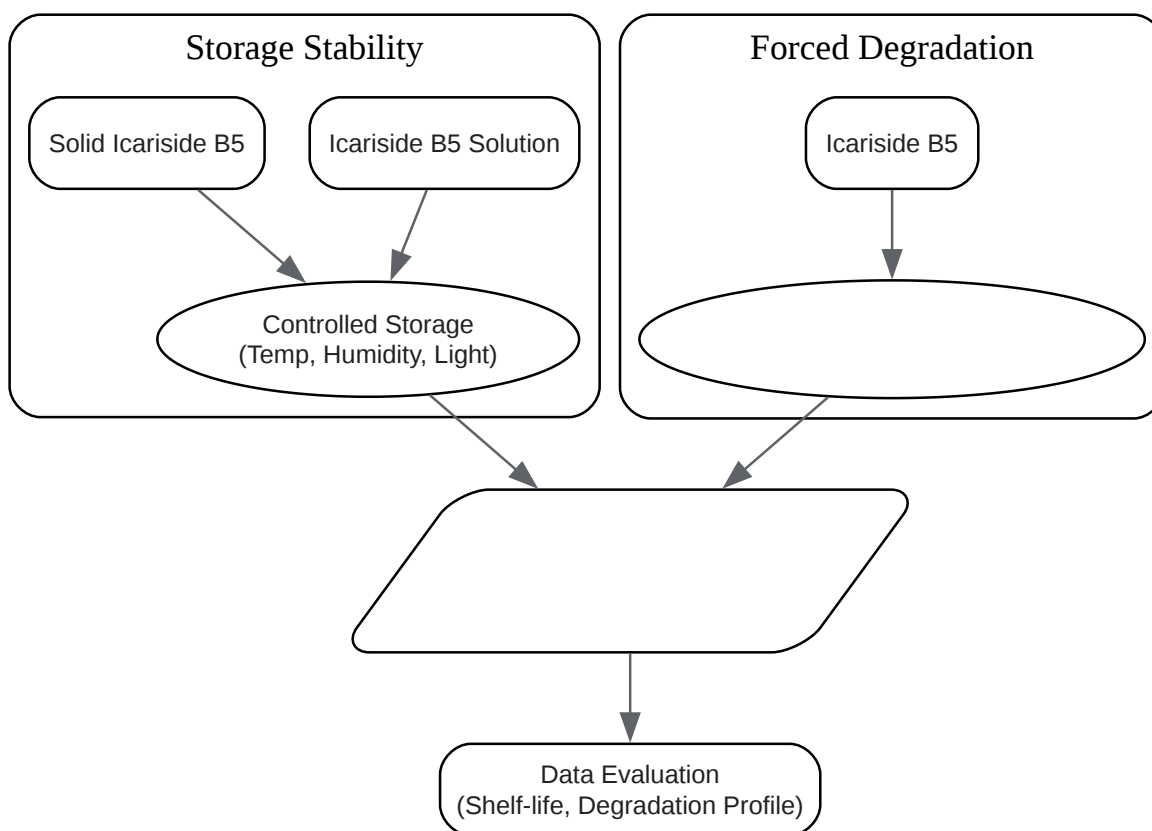 Storage Stability
Solid Icariside B5
Icariside B5 Solution
Controlled Storage
(Temp, Humidity, Light)
Forced Degradation
Icariside B5
Data Evaluation
(Shelf-life, Degradation Profile)